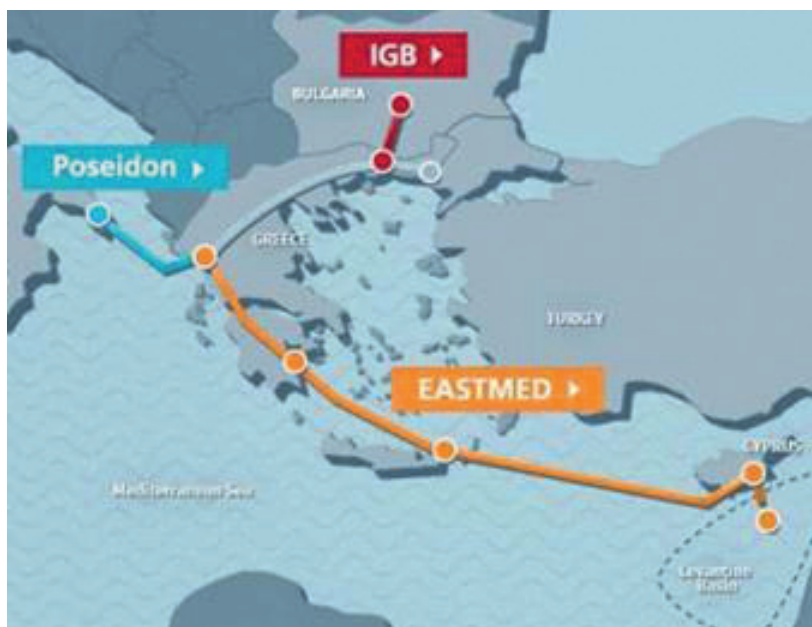 IGB
BULGARIA
Poseidon
GREECE
TURKEY
EASTMED
CYPRUS
Mediterranean Sea
Levantine
Basin